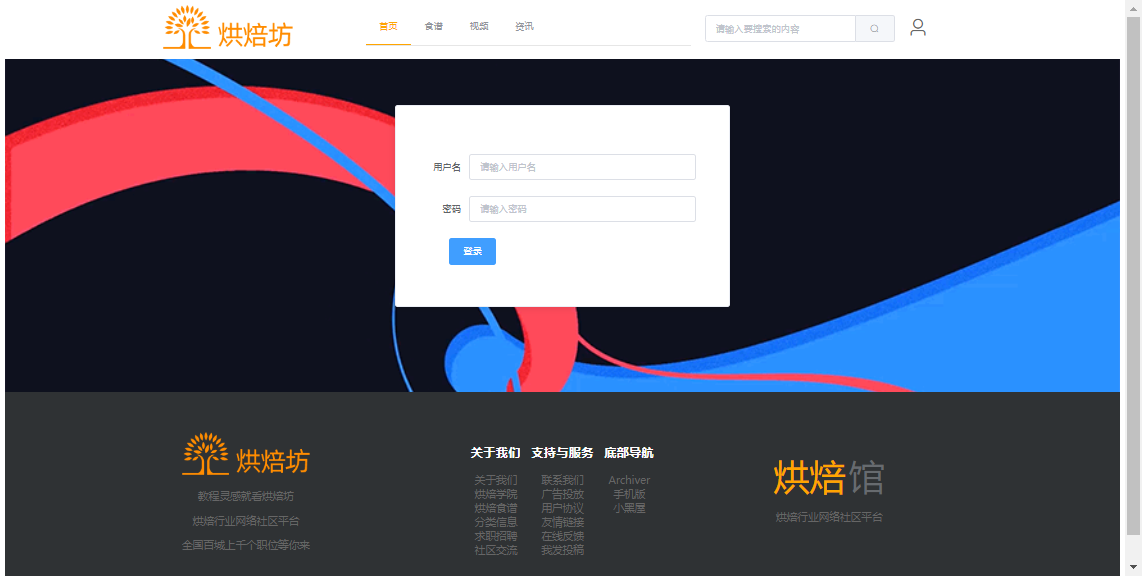 烘焙坊
首页 食谱 视频 资讯
请输入要搜索的内容
用户名 请输入用户名
密码 请输入密码
登录
烘焙坊
教程灵感就看烘焙坊
烘焙行业网络社区平台
全国百城上千个职位等你来
关于我们 支持与服务 底部导航
关于我们 联系我们 Archiver
烘焙学院 广告投放 手机版
烘焙食谱 用户协议 小黑屋
分类信息 友情链接
求职招聘 在线反馈
社区交流 我发投稿
烘焙馆
烘焙行业网络社区平台